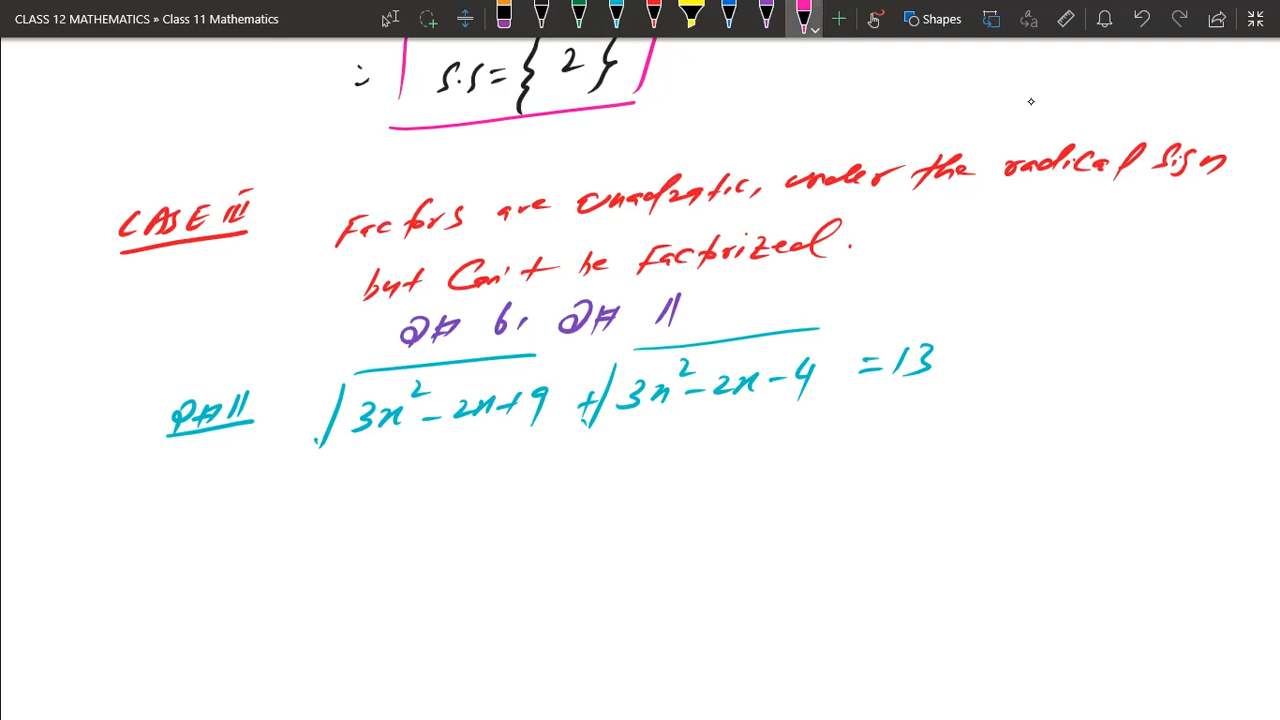 CLASS 12 MATHEMATICS » Class 11 Mathematics
Shapes
∴ S.S = { 2 }
CASE III Factors are quadratic, under the radical sign
but Can't be Factorized.
Q# 6, Q# 11
Q# 11 √3x² - 2x + 9 + √3x² - 2x - 4 = 13